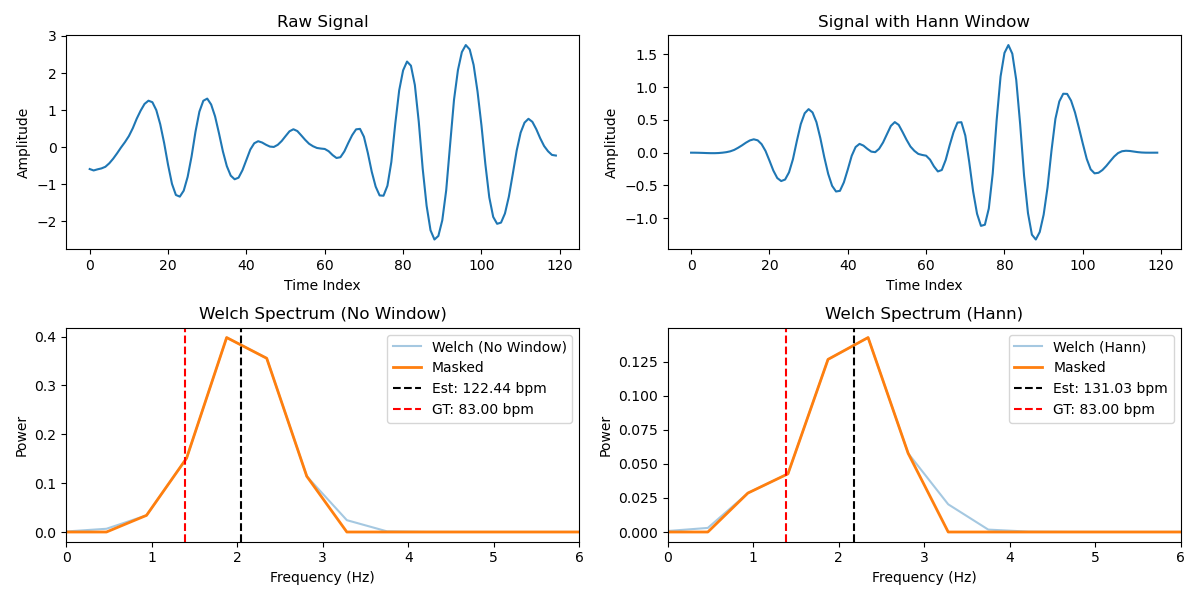 Raw Signal
Amplitude
3
2
1
0
−1
−2
0 20 40 60 80 100 120
Time Index
Signal with Hann Window
Amplitude
1.5
1.0
0.5
0.0
−0.5
−1.0
0 20 40 60 80 100 120
Time Index
Welch Spectrum (No Window)
Power
0.4
0.3
0.2
0.1
0.0
Welch (No Window)
Masked
Est: 122.44 bpm
GT: 83.00 bpm
0 1 2 3 4 5 6
Frequency (Hz)
Welch Spectrum (Hann)
Power
0.125
0.100
0.075
0.050
0.025
0.000
Welch (Hann)
Masked
Est: 131.03 bpm
GT: 83.00 bpm
0 1 2 3 4 5 6
Frequency (Hz)